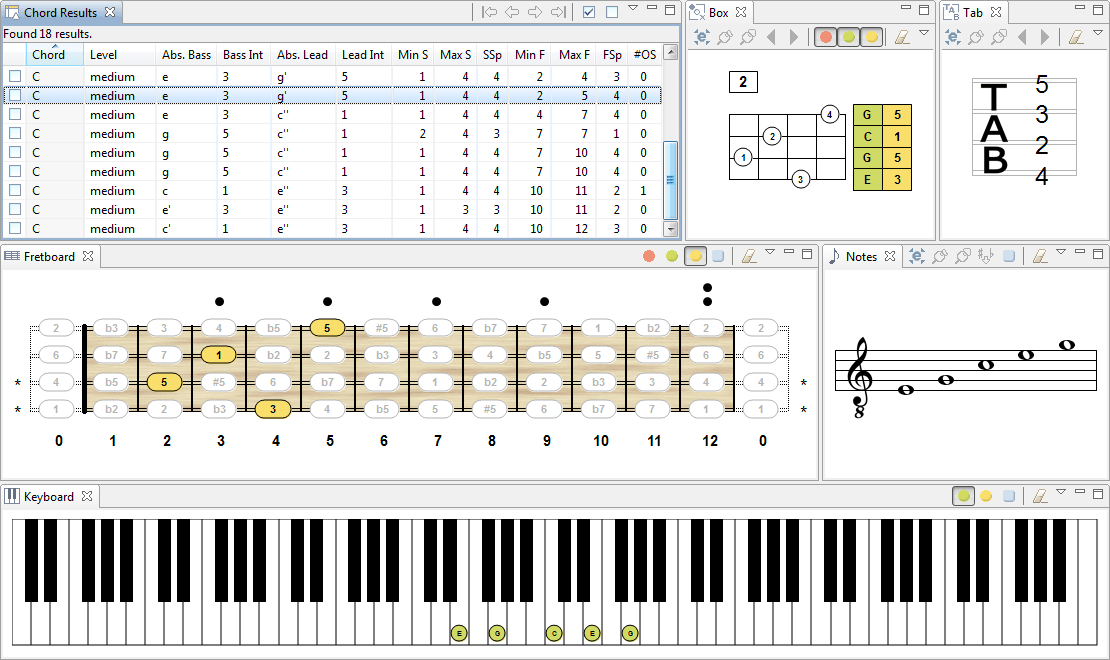 Chord Results
Found 18 results.
Chord Level Abs. Bass Bass Int Abs. Lead Lead Int Min S Max S SSp Min F Max F FSp #OS
C medium e 3 g' 5 1 4 4 2 4 3 0
C medium e 3 g' 5 1 4 4 2 5 4 0
C medium e 3 c'' 1 1 4 4 4 7 4 0
C medium g 5 c'' 1 2 4 3 7 7 1 0
C medium g 5 c'' 1 1 4 4 7 10 4 0
C medium g 5 c'' 1 1 4 4 7 10 4 0
C medium c 1 e'' 3 1 4 4 10 11 2 1
C medium e' 3 e'' 3 1 3 3 10 11 2 0
C medium c' 1 e'' 3 1 4 4 10 12 3 0
Box
2
4 G 5
2 C 1
1 G 5
3 E 3
Tab
TAB
5
3
2
4
Fretboard
2 b3 3 4 b5 5 #5 6 b7 7 1 b2 2 2
6 b7 7 1 b2 2 b3 3 4 b5 5 #5 6 6
* 4 b5 5 #5 6 b7 7 1 b2 2 b3 3 4 4 *
* 1 b2 2 b3 3 4 b5 5 #5 6 b7 7 1 1 *
0 1 2 3 4 5 6 7 8 9 10 11 12 0
Notes
8
Keyboard
E G C E G